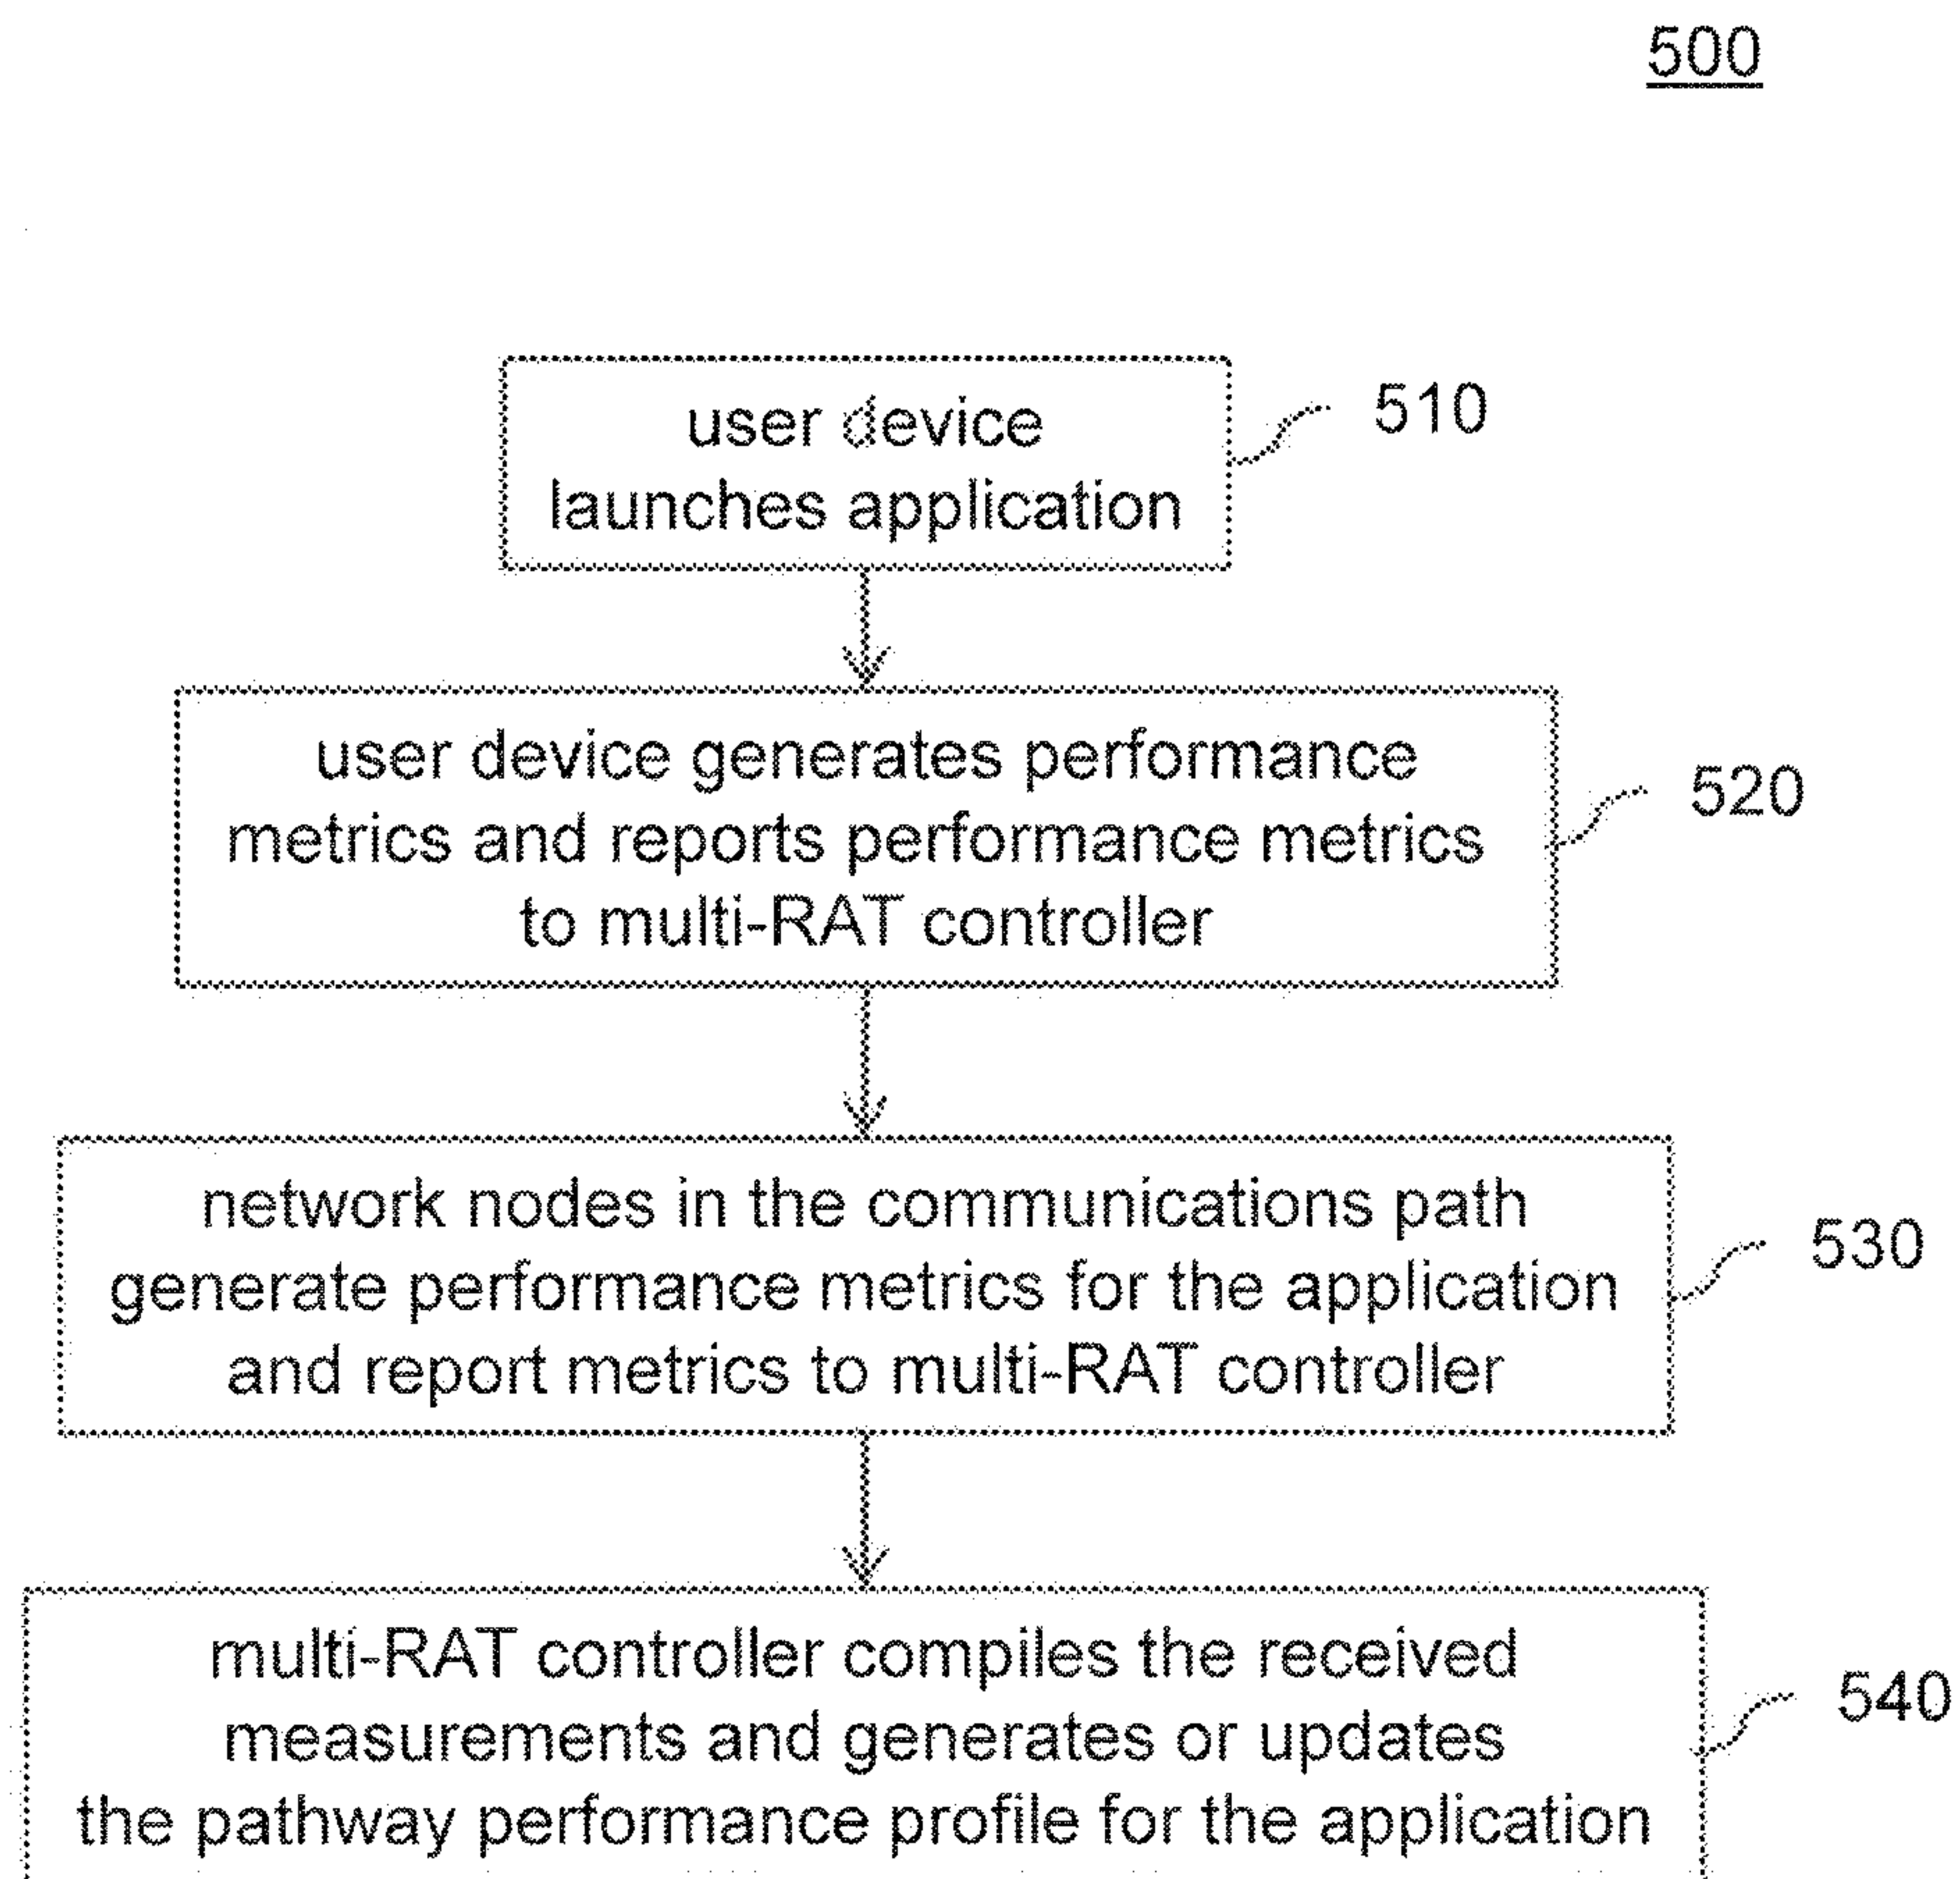 500
user device
launches application
510
user device generates performance
metrics and reports performance metrics
to multi-RAT controller
520
network nodes in the communications path
generate performance metrics for the application
and report metrics to multi-RAT controller
530
multi-RAT controller compiles the received
measurements and generates or updates
the pathway performance profile for the application
540